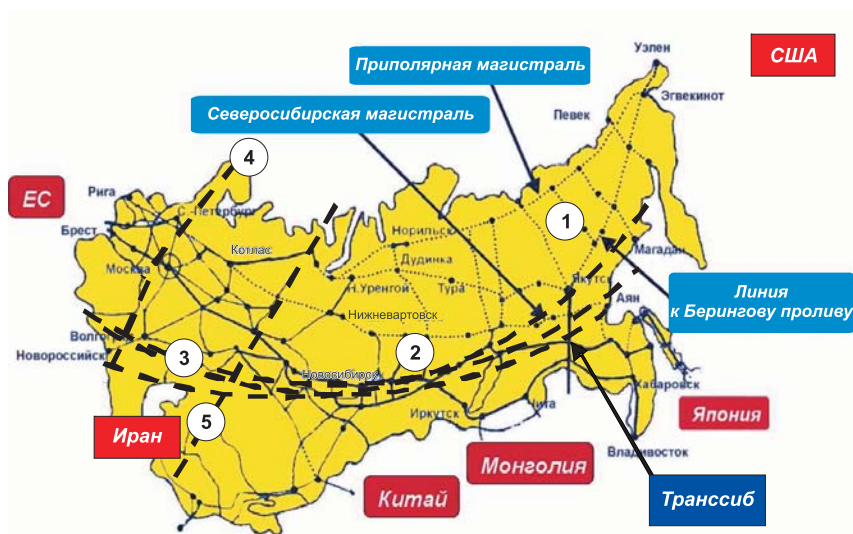 Уэлен
США
Приполярная магистраль
Эгвекинот
Певек
Северосибирская магистраль
4
ЕС
Рига
С.-Петербург
1
Брест
Норильск
Котлас
Магадан
Дудинка
Москва
Якутск
Н.Уренгой
Тура
Аян
Линия
к Берингову проливу
Нижневартовск
Волгог
Новороссийск
3
2
Новосибирск
Хабаровск
Иркутск
Чита
Япония
5
Иран
Монголия
Владивосток
Китай
Транссиб